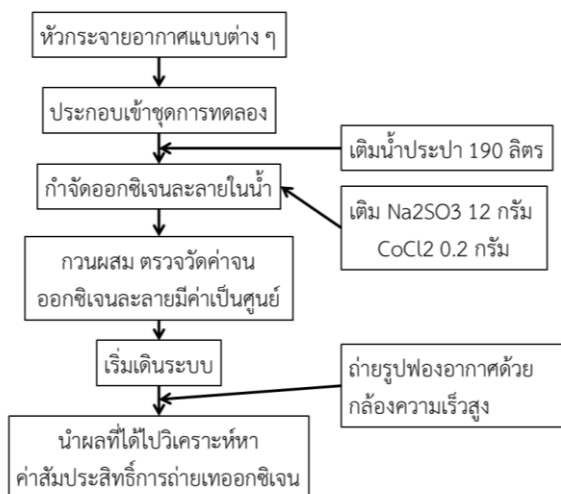 หัวกระจายอากาศแบบต่าง ๆ
ประกอบเข้าชุดการทดลอง
เติมน้ำประปา 190 ลิตร
กำจัดออกซิเจนละลายในน้ำ
เติม Na2SO3 12 กรัม
CoCl2 0.2 กรัม
กวนผสม ตรวจวัดค่าจน
ออกซิเจนละลายมีค่าเป็นศูนย์
เริ่มเดินระบบ
ถ่ายรูปฟองอากาศด้วย
กล้องความเร็วสูง
นำผลที่ได้ไปวิเคราะห์หา
ค่าสัมประสิทธิ์การถ่ายเทออกซิเจน